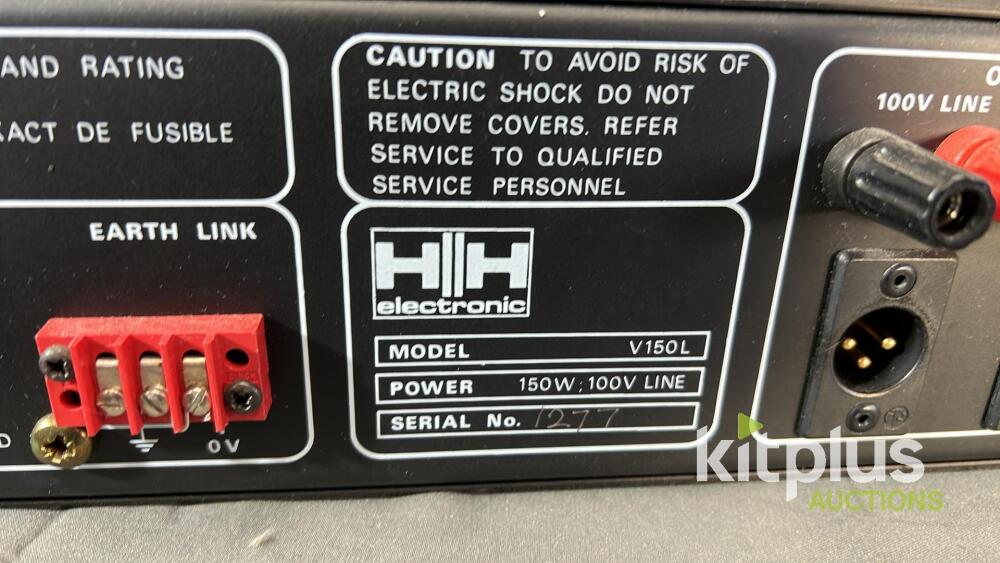 AND RATING
EXACT DE FUSIBLE
CAUTION TO AVOID RISK OF
ELECTRIC SHOCK DO NOT
REMOVE COVERS. REFER
SERVICE TO QUALIFIED
SERVICE PERSONNEL
100V LINE
EARTH LINK
0V
H||H
electronic
MODEL V150L
POWER 150W; 100V LINE
SERIAL No. 1277
kitplus
AUCTIONS